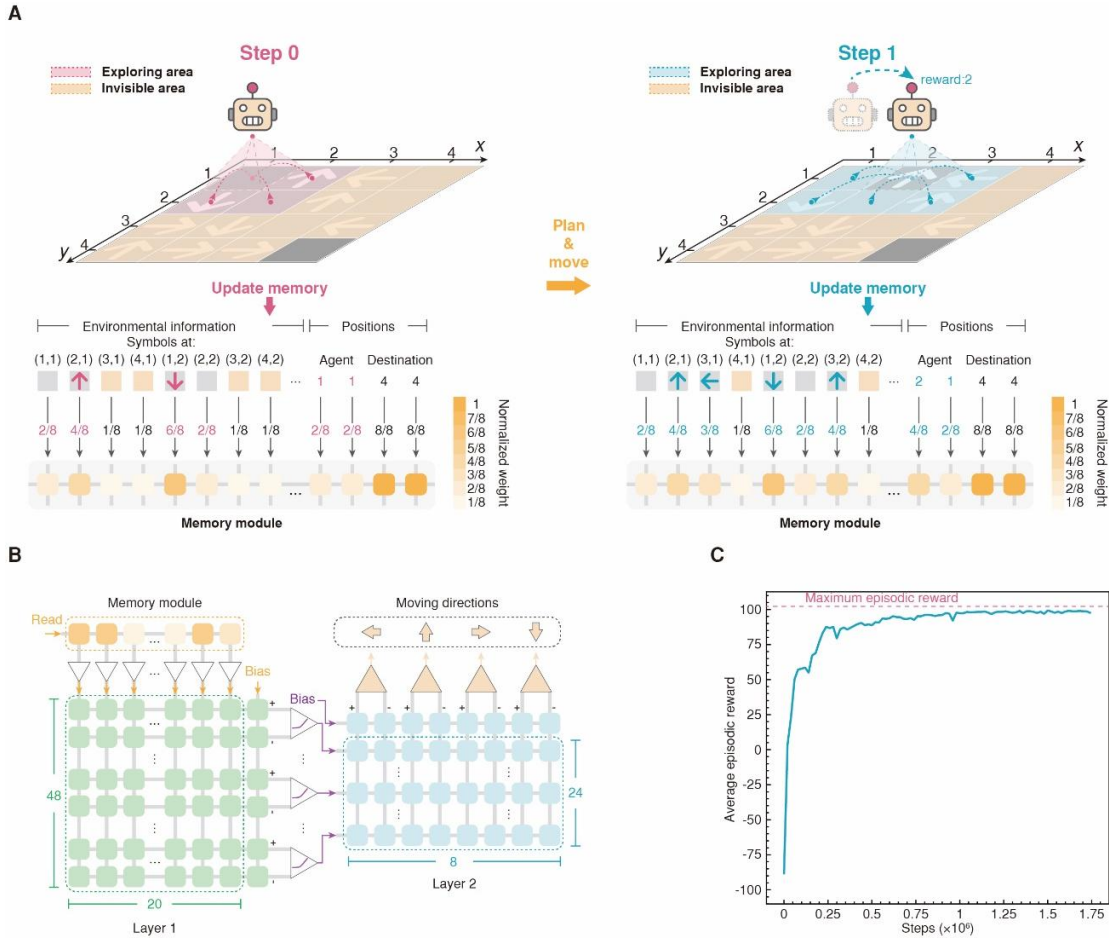 A
Step 0
Exploring area
Invisible area
x
1
2
3
4
1
2
3
4
y
Update memory
Environmental information
Positions
Symbols at:
(1,1) (2,1) (3,1) (4,1) (1,2) (2,2) (3,2) (4,2)
Agent
Destination
... 1 1 4 4
2/8 4/8 1/8 1/8 6/8 2/8 1/8 1/8 2/8 2/8 8/8 8/8
...
Memory module
1
7/8
6/8
5/8
4/8
3/8
2/8
1/8
Normalized weight
Plan
&
move
Step 1
Exploring area
Invisible area
reward:2
x
1
2
3
4
1
2
3
4
y
Update memory
Environmental information
Positions
Symbols at:
(1,1) (2,1) (3,1) (4,1) (1,2) (2,2) (3,2) (4,2)
Agent
Destination
... 2 1 4 4
2/8 4/8 3/8 1/8 6/8 2/8 4/8 1/8 4/8 2/8 8/8 8/8
...
Memory module
1
7/8
6/8
5/8
4/8
3/8
2/8
1/8
Normalized weight
B
Memory module
Read
...
...
Bias
48
...
...
...
20
Layer 1
+
-
+
-
+
-
Bias
Moving directions
+ - + - + - + -
24
8
Layer 2
C
Maximum episodic reward
100
75
50
25
0
-25
-50
-75
-100
Average episodic reward
0 0.25 0.5 0.75 1 1.25 1.5 1.75
Steps (×10⁶)